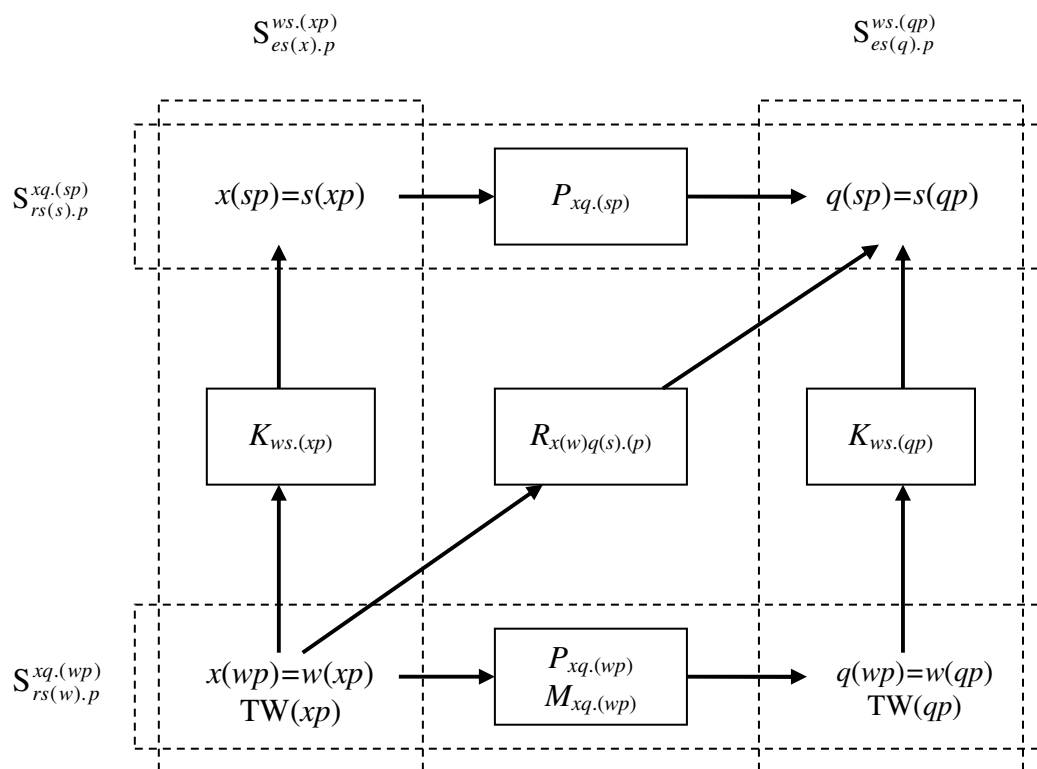 S^{ws.(xp)}_{es(x).p} S^{ws.(qp)}_{es(q).p}
S^{xq.(sp)}_{rs(s).p} x(sp)=s(xp) P_{xq.(sp)} q(sp)=s(qp)
K_{ws.(xp)} R_{x(w)q(s).(p)} K_{ws.(qp)}
S^{xq.(wp)}_{rs(w).p} x(wp)=w(xp) P_{xq.(wp)} q(wp)=w(qp)
TW(xp) M_{xq.(wp)} TW(qp)